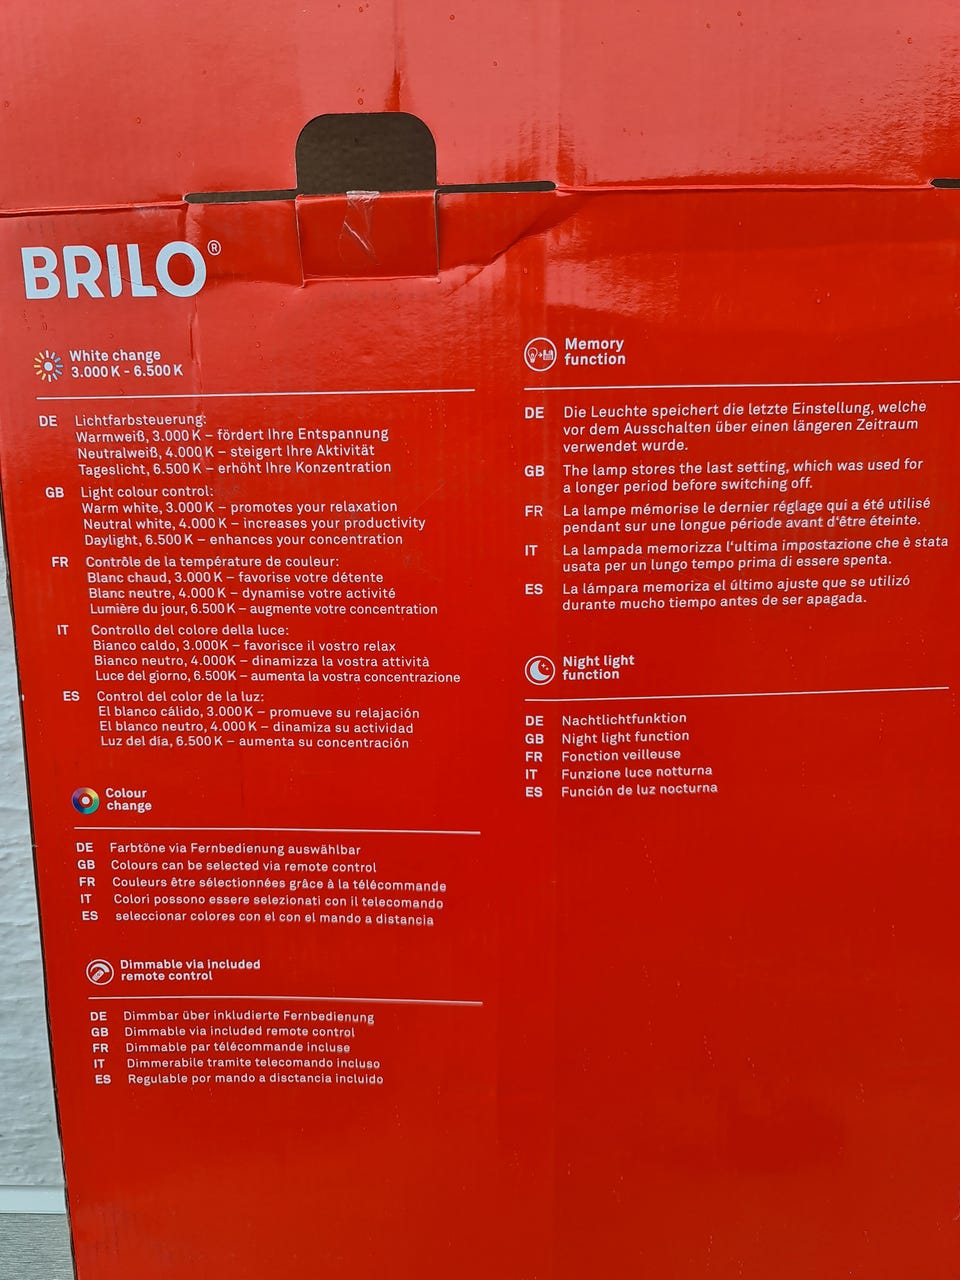 BRILO®
White change
3.000 K - 6.500 K
DE Lichtfarbsteuerung:
Warmweiß, 3.000 K – fördert Ihre Entspannung
Neutralweiß, 4.000 K – steigert Ihre Aktivität
Tageslicht, 6.500 K – erhöht Ihre Konzentration
GB Light colour control:
Warm white, 3.000 K – promotes your relaxation
Neutral white, 4.000 K – increases your productivity
Daylight, 6.500 K – enhances your concentration
FR Contrôle de la température de couleur:
Blanc chaud, 3.000 K – favorise votre détente
Blanc neutre, 4.000 K – dynamise votre activité
Lumière du jour, 6.500 K – augmente votre concentration
IT Controllo del colore della luce:
Bianco caldo, 3.000K – favorisce il vostro relax
Bianco neutro, 4.000K – dinamizza la vostra attività
Luce del giorno, 6.500K – aumenta la vostra concentrazione
ES Control del color de la luz:
El blanco cálido, 3.000 K – promueve su relajación
El blanco neutro, 4.000 K – dinamiza su actividad
Luz del día, 6.500 K – aumenta su concentración
Colour
change
DE Farbtöne via Fernbedienung auswählbar
GB Colours can be selected via remote control
FR Couleurs être sélectionnées grâce à la télécommande
IT Colori possono essere selezionati con il telecomando
ES seleccionar colores con el con el mando a distancia
Dimmable via included
remote control
DE Dimmbar über inkludierte Fernbedienung
GB Dimmable via included remote control
FR Dimmable par télécommande incluse
IT Dimmerabile tramite telecomando incluso
ES Regulable por mando a disctancia incluido
Memory
function
DE Die Leuchte speichert die letzte Einstellung, welche
vor dem Ausschalten über einen längeren Zeitraum
verwendet wurde.
GB The lamp stores the last setting, which was used for
a longer period before switching off.
FR La lampe mémorise le dernier réglage qui a été utilisé
pendant sur une longue période avant d'être éteinte.
IT La lampada memorizza l'ultima impostazione che è stata
usata per un lungo tempo prima di essere spenta.
ES La lámpara memoriza el último ajuste que se utilizó
durante mucho tiempo antes de ser apagada.
Night light
function
DE Nachtlichtfunktion
GB Night light function
FR Fonction veilleuse
IT Funzione luce notturna
ES Función de luz nocturna